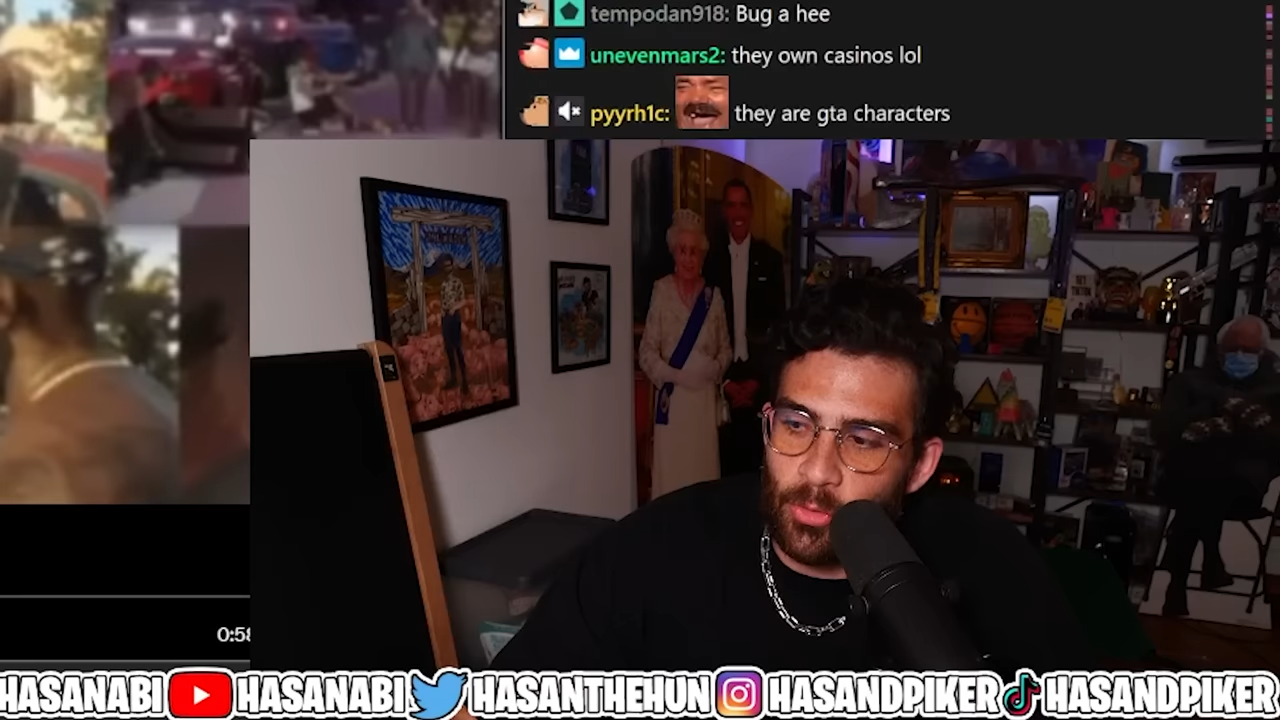 tempodan918: Bug a hee
unevenmars2: they own casinos lol
pyyrh1c: they are gta characters
0:58
HASANABI HASANABI HASANTHEHUN HASANDPIKER HASANDPIKER